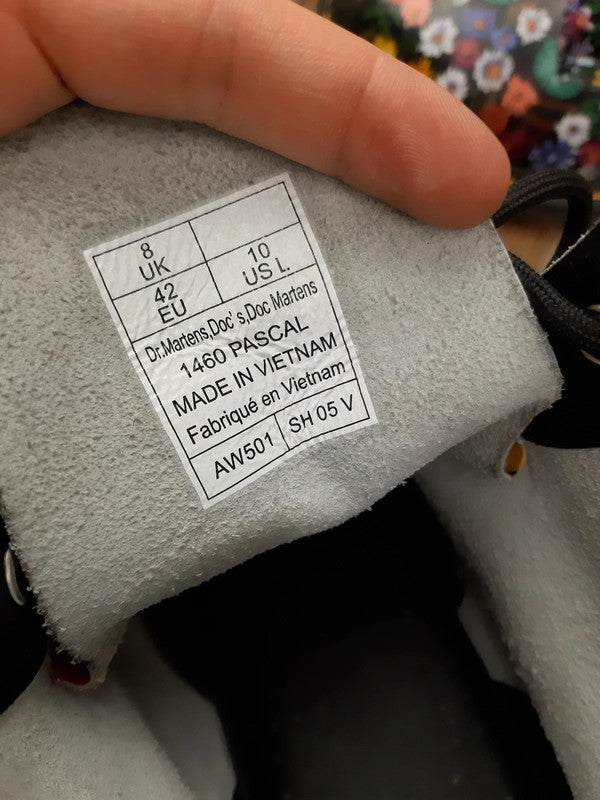 8
UK
42
EU
10
US L.
Dr.Martens,Doc's,Doc Martens
1460 PASCAL
MADE IN VIETNAM
Fabriqué en Vietnam
AW501
SH 05 V